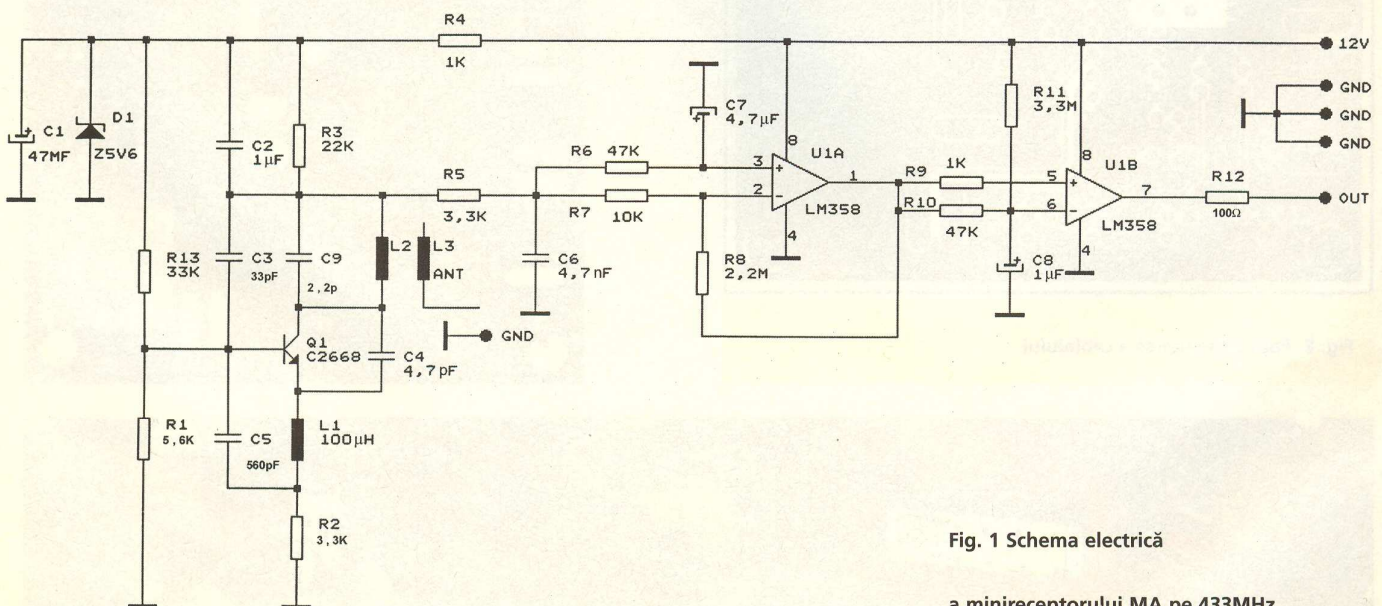 R4
1K
12V
GND
GND
GND
C1
47MF
D1
Z5V6
C2
1µF
R3
22K
R11
3,3M
C7
4,7µF
R6 47K
R5
3,3K
R7
10K
3
2
8
1
4
U1A
LM358
R9
1K
R10
47K
5
6
8
7
4
U1B
LM358
R12
100Ω
OUT
R13
33K
C3
33pF
C9
2,2p
L2
L3
ANT
C6
4,7nF
R8
2,2M
C8
1µF
GND
Q1
C2668
C4
4,7pF
R1
5,6K
C5
560pF
L1
100µH
R2
3,3K
Fig. 1 Schema electrică
a minireceptorului MA pe 433MHz